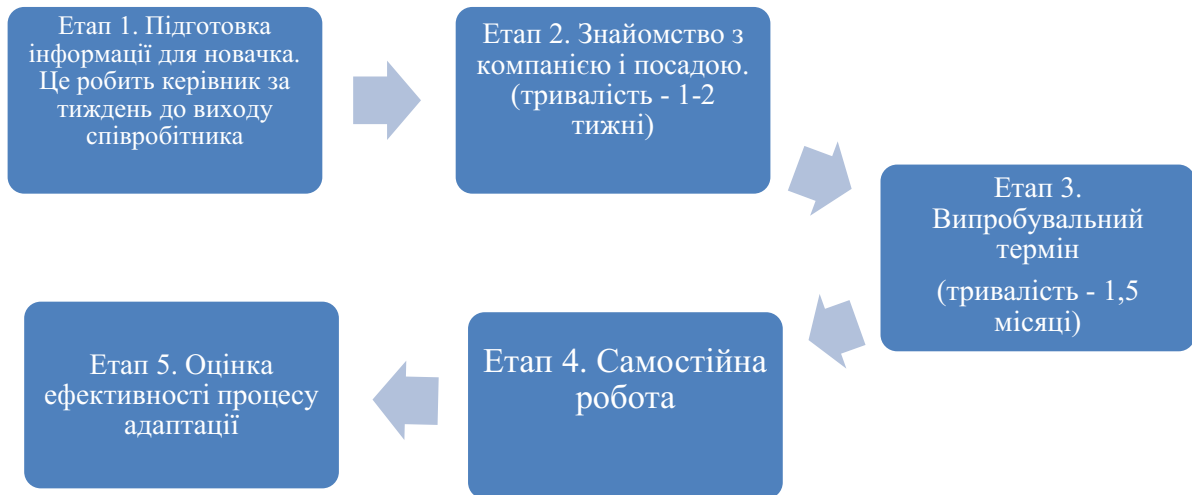 Етап 1. Підготовка
інформації для новачка.
Це робить керівник за
тиждень до виходу
співробітника
Етап 2. Знайомство з
компанією і посадою.
(тривалість - 1-2
тижні)
Етап 3.
Випробувальний
термін
(тривалість - 1,5
місяці)
Етап 4. Самостійна
робота
Етап 5. Оцінка
ефективності процесу
адаптації